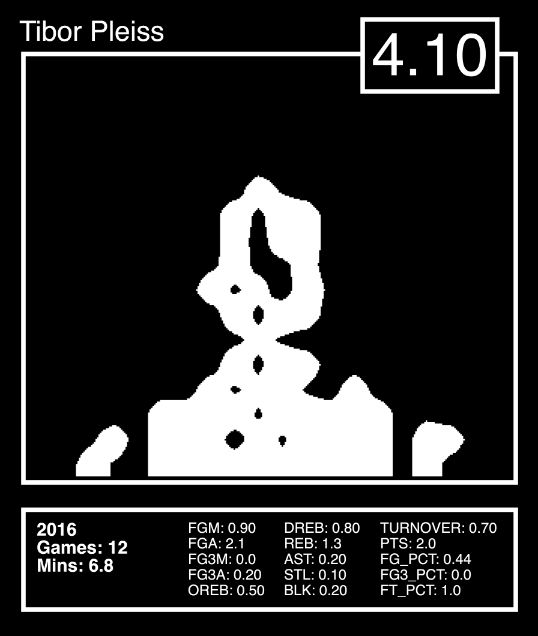 Tibor Pleiss
4.10
2016
Games: 12
Mins: 6.8
FGM: 0.90
FGA: 2.1
FG3M: 0.0
FG3A: 0.20
OREB: 0.50
DREB: 0.80
REB: 1.3
AST: 0.20
STL: 0.10
BLK: 0.20
TURNOVER: 0.70
PTS: 2.0
FG_PCT: 0.44
FG3_PCT: 0.0
FT_PCT: 1.0